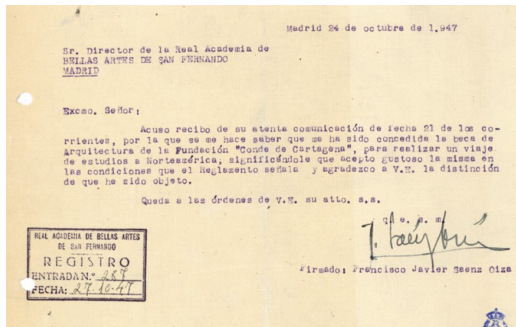 Madrid 24 de octubre de 1.947
Sr. Director de la Real Academia de
BELLAS ARTES DE SAN FERNANDO
MADRID
Excmo. Señor:
Acuso recibo de su atenta comunicación de fecha 21 de los co-
rrientes, por la que se me hace saber que me ha sido concedida la beca de
Arquitectura de la Fundación "Conde de Cartagena", para realizar un viaje
de estudios a Norteamérica; significándole que acepto gustoso la misma en
las condiciones que el Reglamento señala y agradezco a V.E. la distinción
de que he sido objeto.
Queda a las órdenes de V.E. su atto. s.s.
q. e. s. m.
REAL ACADEMIA DE BELLAS ARTES
DE SAN FERNANDO
REGISTRO
ENTRADA N.º 287
FECHA: 27-10-47
Firmado: Francisco Javier Saenz Oiza